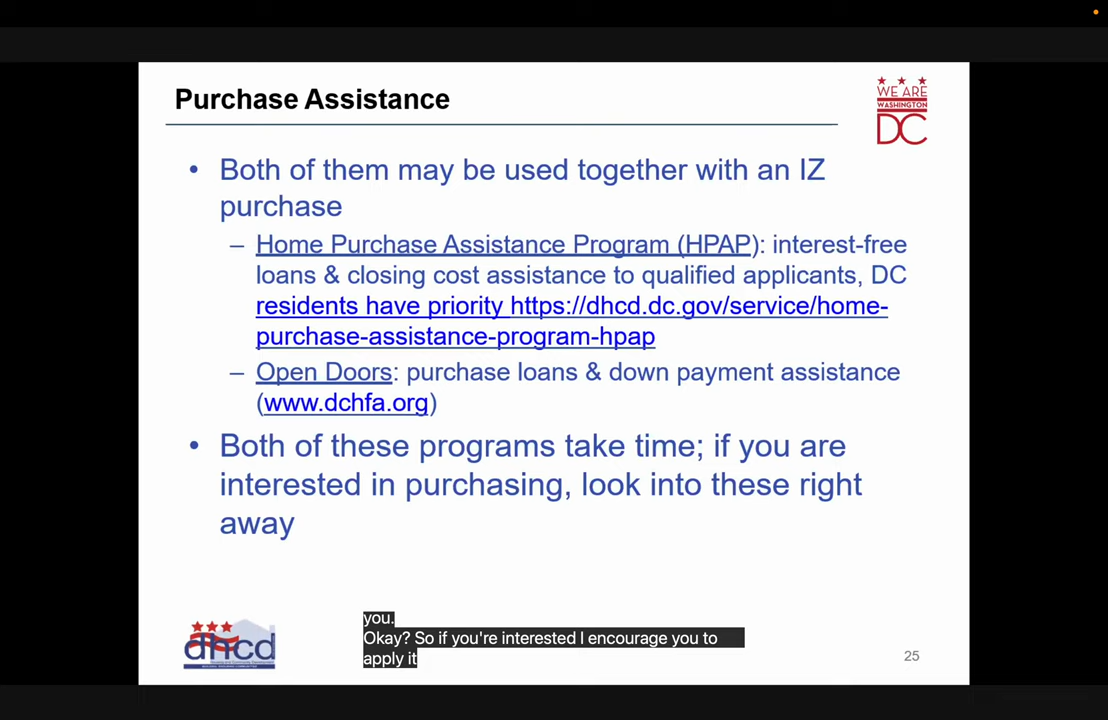 Purchase Assistance
WE ARE
WASHINGTON
DC
• Both of them may be used together with an IZ
purchase
– Home Purchase Assistance Program (HPAP): interest-free
loans & closing cost assistance to qualified applicants, DC
residents have priority https://dhcd.dc.gov/service/home-
purchase-assistance-program-hpap
– Open Doors: purchase loans & down payment assistance
(www.dchfa.org)
• Both of these programs take time; if you are
interested in purchasing, look into these right
away
dhcd
you.
Okay? So if you're interested I encourage you to
apply it
25